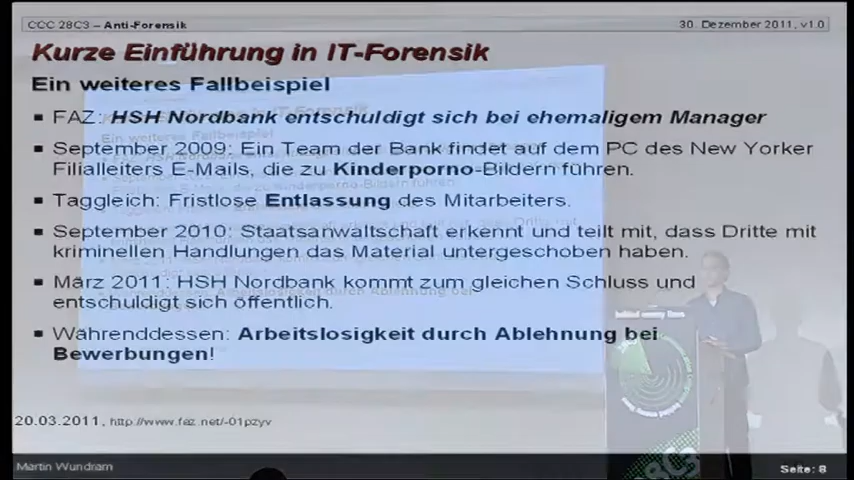 CCC 28C3 – Anti-Forensik
30. Dezember 2011, v1.0
Kurze Einführung in IT-Forensik
Ein weiteres Fallbeispiel
FAZ: HSH Nordbank entschuldigt sich bei ehemaligem Manager
September 2009: Ein Team der Bank findet auf dem PC des New Yorker
Filialleiters E-Mails, die zu Kinderporno-Bildern führen.
Taggleich: Fristlose Entlassung des Mitarbeiters.
September 2010: Staatsanwaltschaft erkennt und teilt mit, dass Dritte mit
kriminellen Handlungen das Material untergeschoben haben.
März 2011: HSH Nordbank kommt zum gleichen Schluss und
entschuldigt sich öffentlich.
Währenddessen: Arbeitslosigkeit durch Ablehnung bei
Bewerbungen!
behind enemy lines
20.03.2011, http://www.faz.net/-01pzyv
28C3
Martin Wundram
Seite: 8